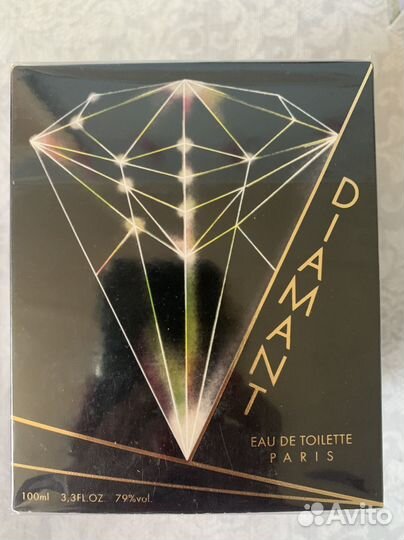 DIAMANT
EAU DE TOILETTE
PARIS
100ml 3,3FL.OZ. 79%vol.
Avito